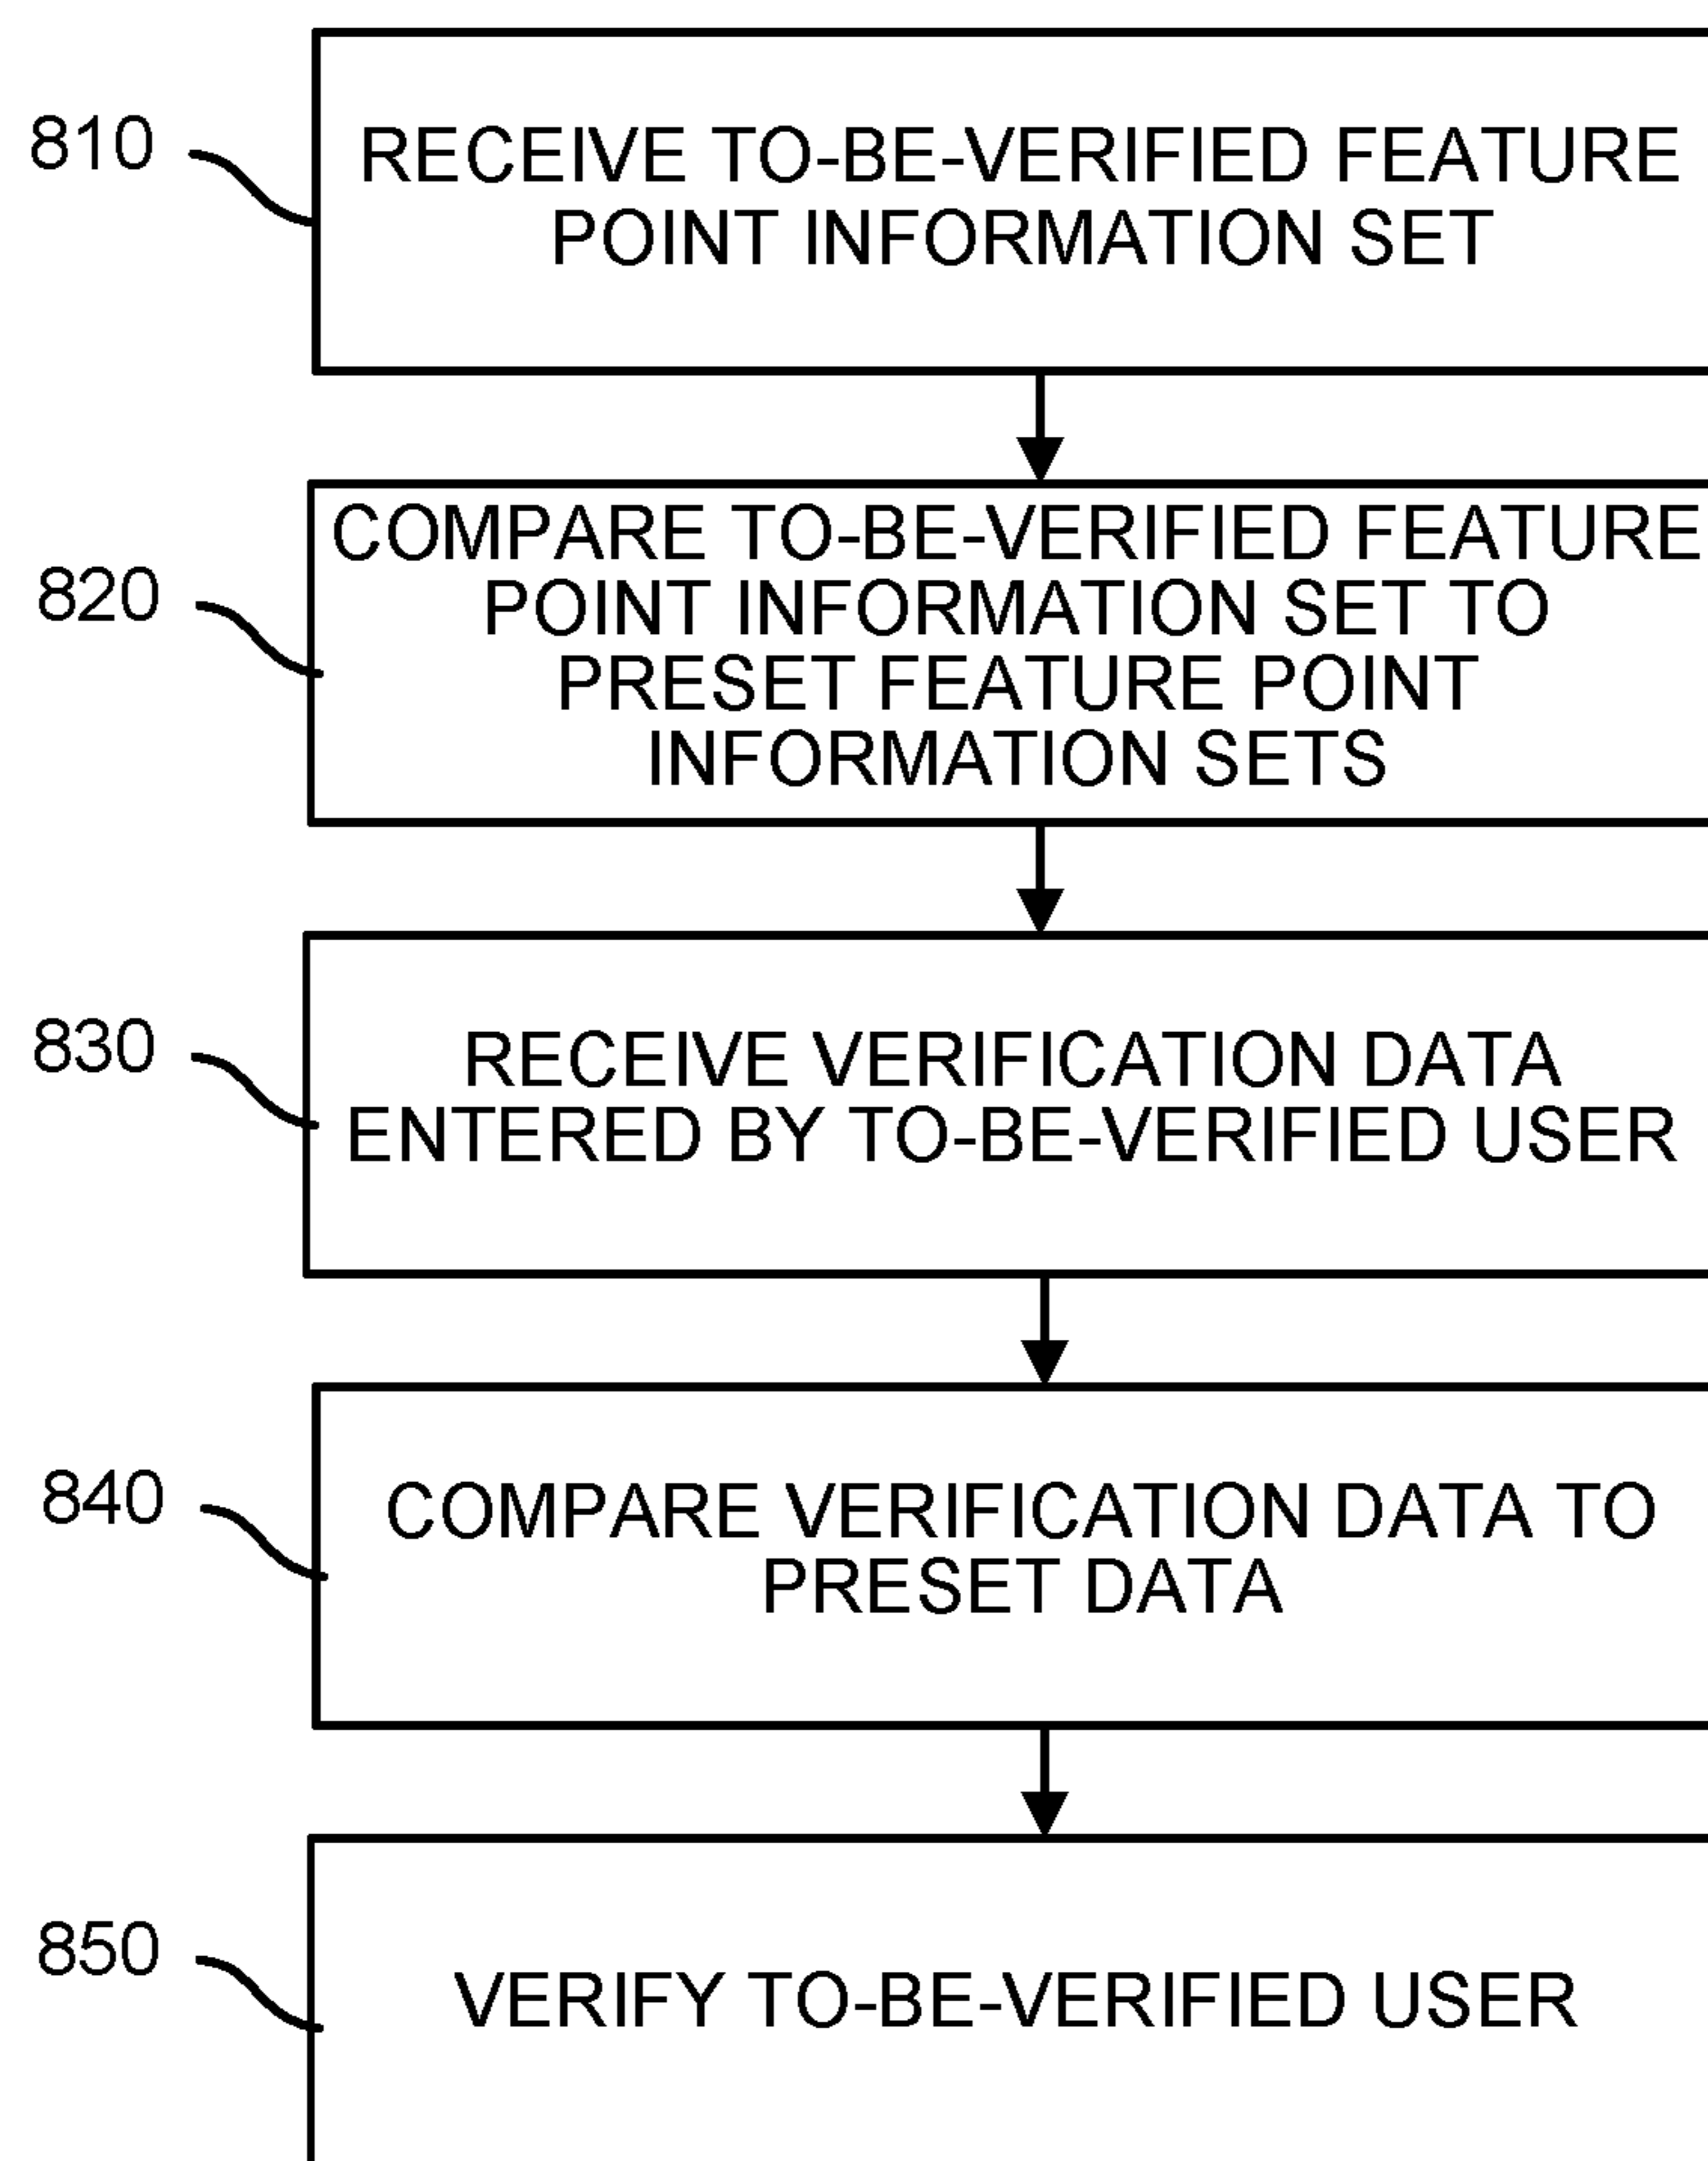 810
RECEIVE TO-BE-VERIFIED FEATURE
POINT INFORMATION SET
820
COMPARE TO-BE-VERIFIED FEATURE
POINT INFORMATION SET TO
PRESET FEATURE POINT
INFORMATION SETS
830
RECEIVE VERIFICATION DATA
ENTERED BY TO-BE-VERIFIED USER
840
COMPARE VERIFICATION DATA TO
PRESET DATA
850
VERIFY TO-BE-VERIFIED USER